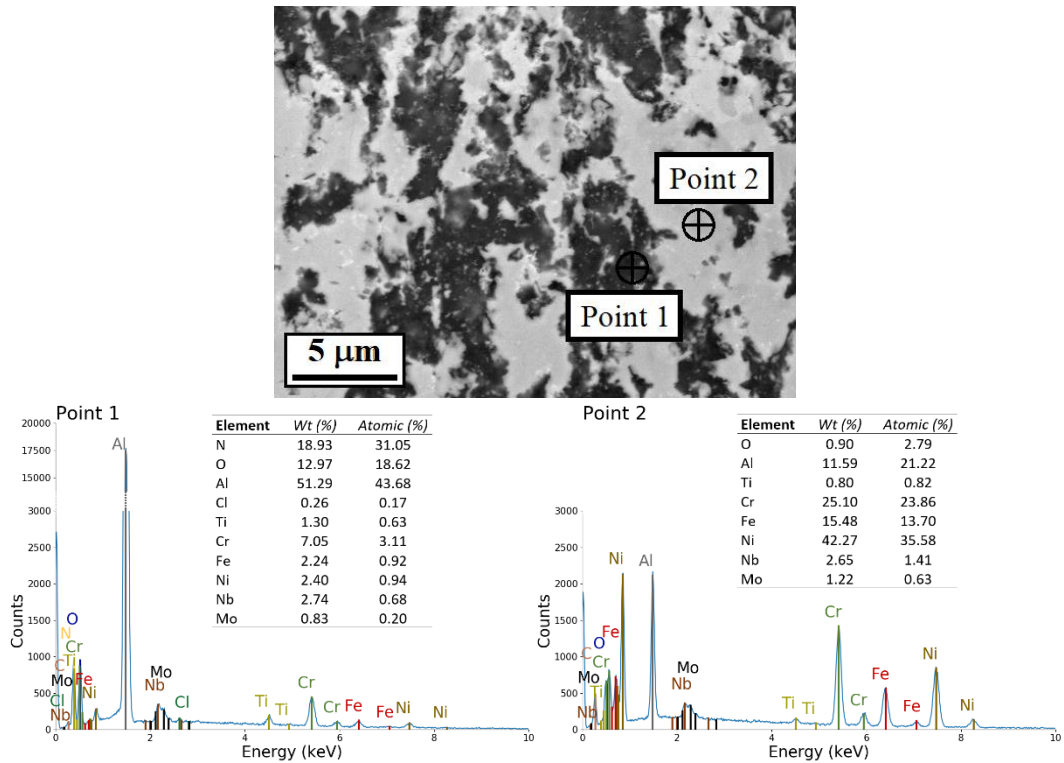 Point 2
Point 1
5 μm
Point 1
Element Wt (%) Atomic (%)
N 18.93 31.05
O 12.97 18.62
Al 51.29 43.68
Cl 0.26 0.17
Ti 1.30 0.63
Cr 7.05 3.11
Fe 2.24 0.92
Ni 2.40 0.94
Nb 2.74 0.68
Mo 0.83 0.20
20000
17500
15000
3000
2500
2000
1500
1000
500
0
Counts
Al
O
N
Cr
C
Ti
Mo
Fe
Cl
Ni
Nb
Mo
Nb
Cl
Ti
Ti
Cr
Cr
Fe
Fe
Ni
Ni
0 2 4 6 8 10
Energy (keV)
Point 2
Element Wt (%) Atomic (%)
O 0.90 2.79
Al 11.59 21.22
Ti 0.80 0.82
Cr 25.10 23.86
Fe 15.48 13.70
Ni 42.27 35.58
Nb 2.65 1.41
Mo 1.22 0.63
3000
2500
2000
1500
1000
500
0
Counts
Ni
Al
O
Fe
C
Cr
Mo
Ti
Nb
Mo
Nb
Ti
Ti
Cr
Cr
Fe
Fe
Ni
Ni
0 2 4 6 8 10
Energy (keV)